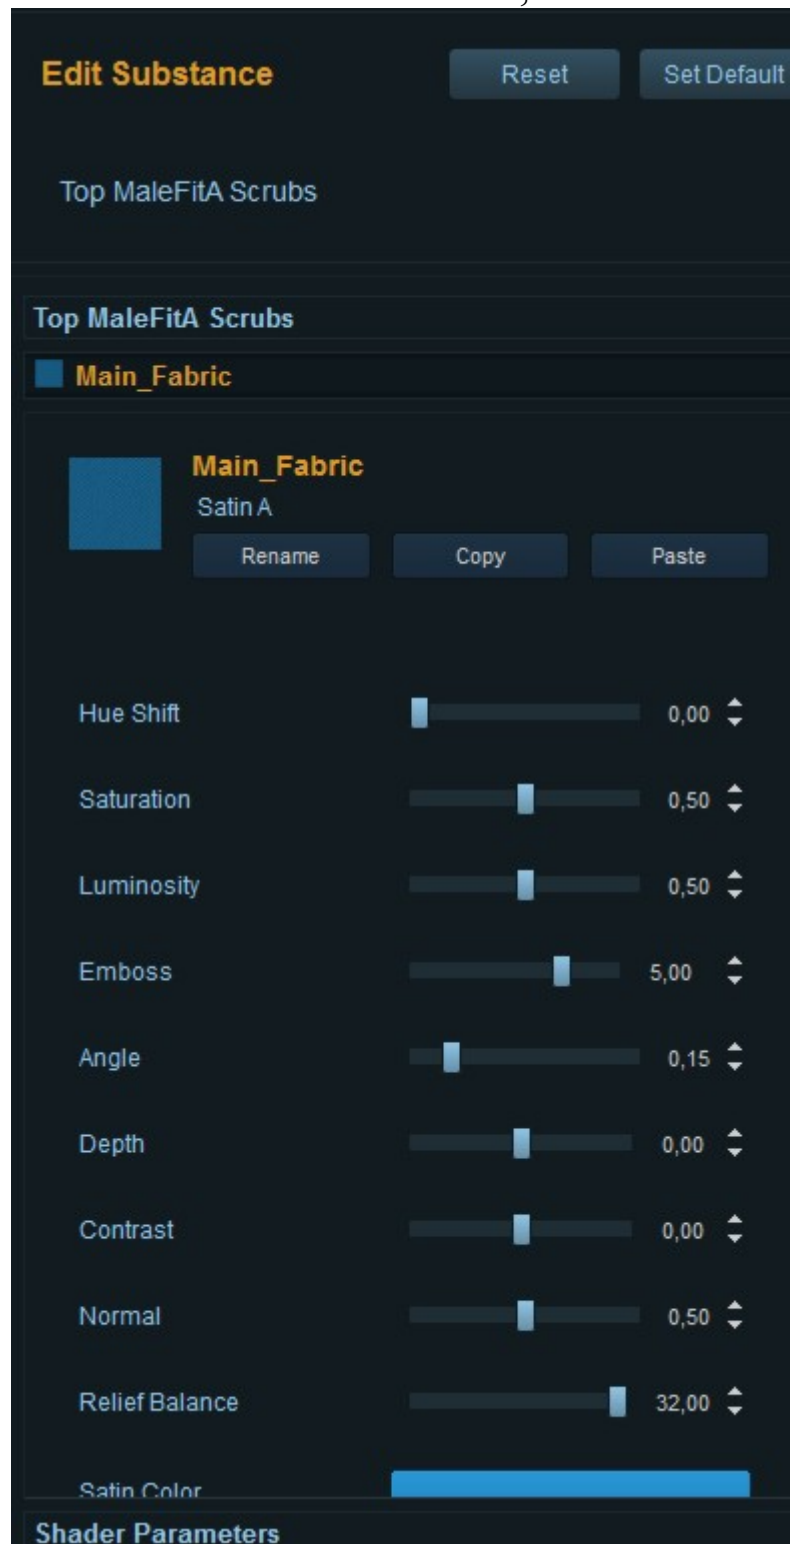 Edit Substance Reset Set Default
Top MaleFitA Scrubs
Top MaleFitA Scrubs
Main_Fabric
Main_Fabric
Satin A
Rename Copy Paste
Hue Shift 0,00
Saturation 0,50
Luminosity 0,50
Emboss 5,00
Angle 0,15
Depth 0,00
Contrast 0,00
Normal 0,50
Relief Balance 32,00
Satin Color
Shader Parameters